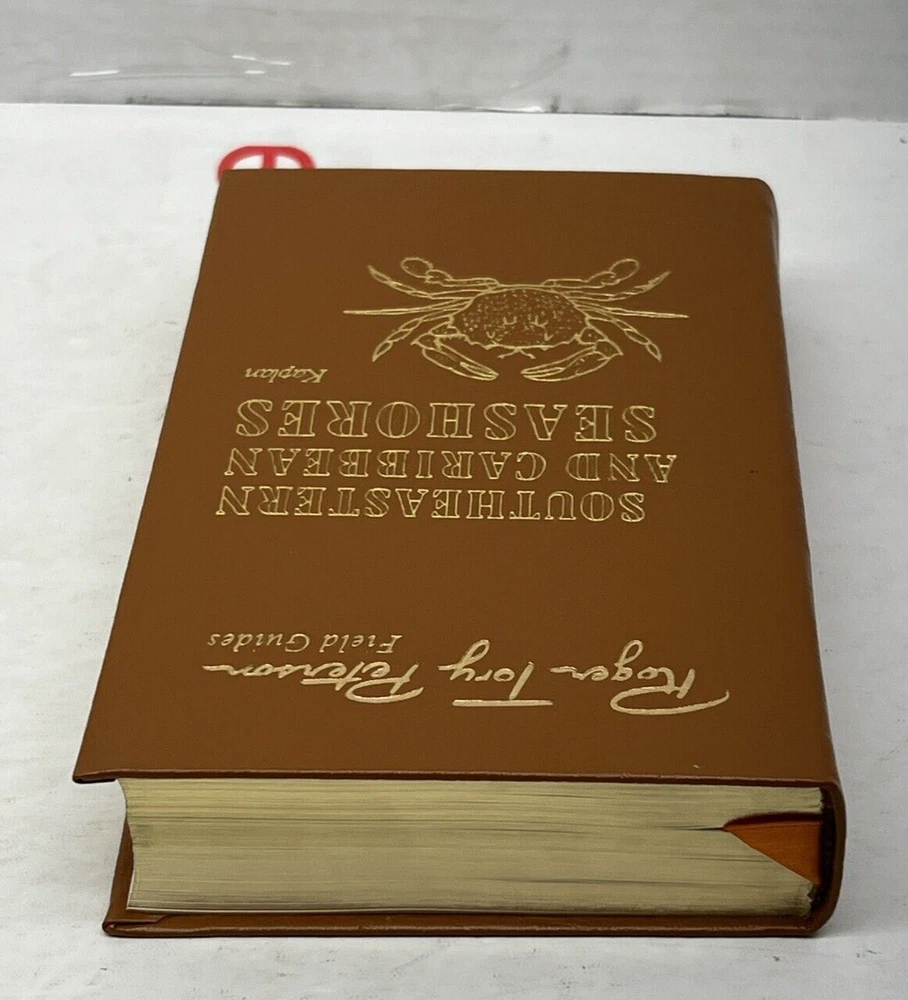 Roger Tory Peterson
Field Guides
SOUTHEASTERN
AND CARIBBEAN
SEASHORES
Kaplan